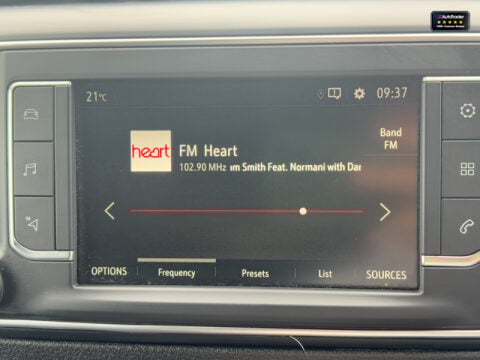 AutoTrader
21°C
09:37
heart
FM Heart
102.90 MHz ım Smith Feat. Normani with Dar
Band
FM
N
OPTIONS
Frequency
Presets
List
SOURCES